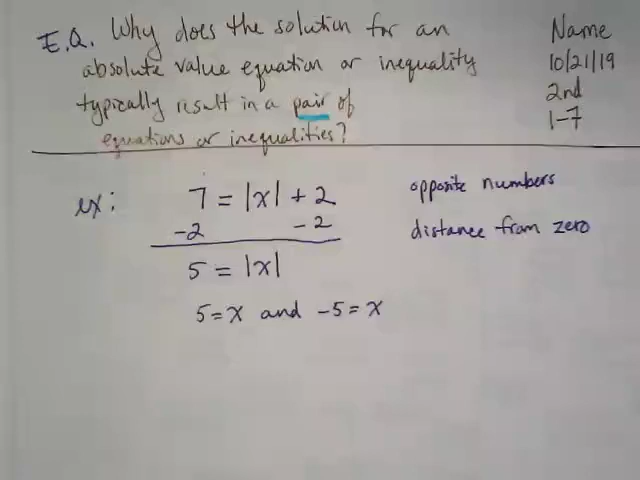 E.Q. Why does the solution for an
absolute value equation or inequality
typically result in a pair of
equations or inequalities?
Name
10/21/19
2nd
1-7
ex: 7 = |x| + 2
-2 -2
5 = |x|
5 = x and -5 = x
opposite numbers
distance from zero